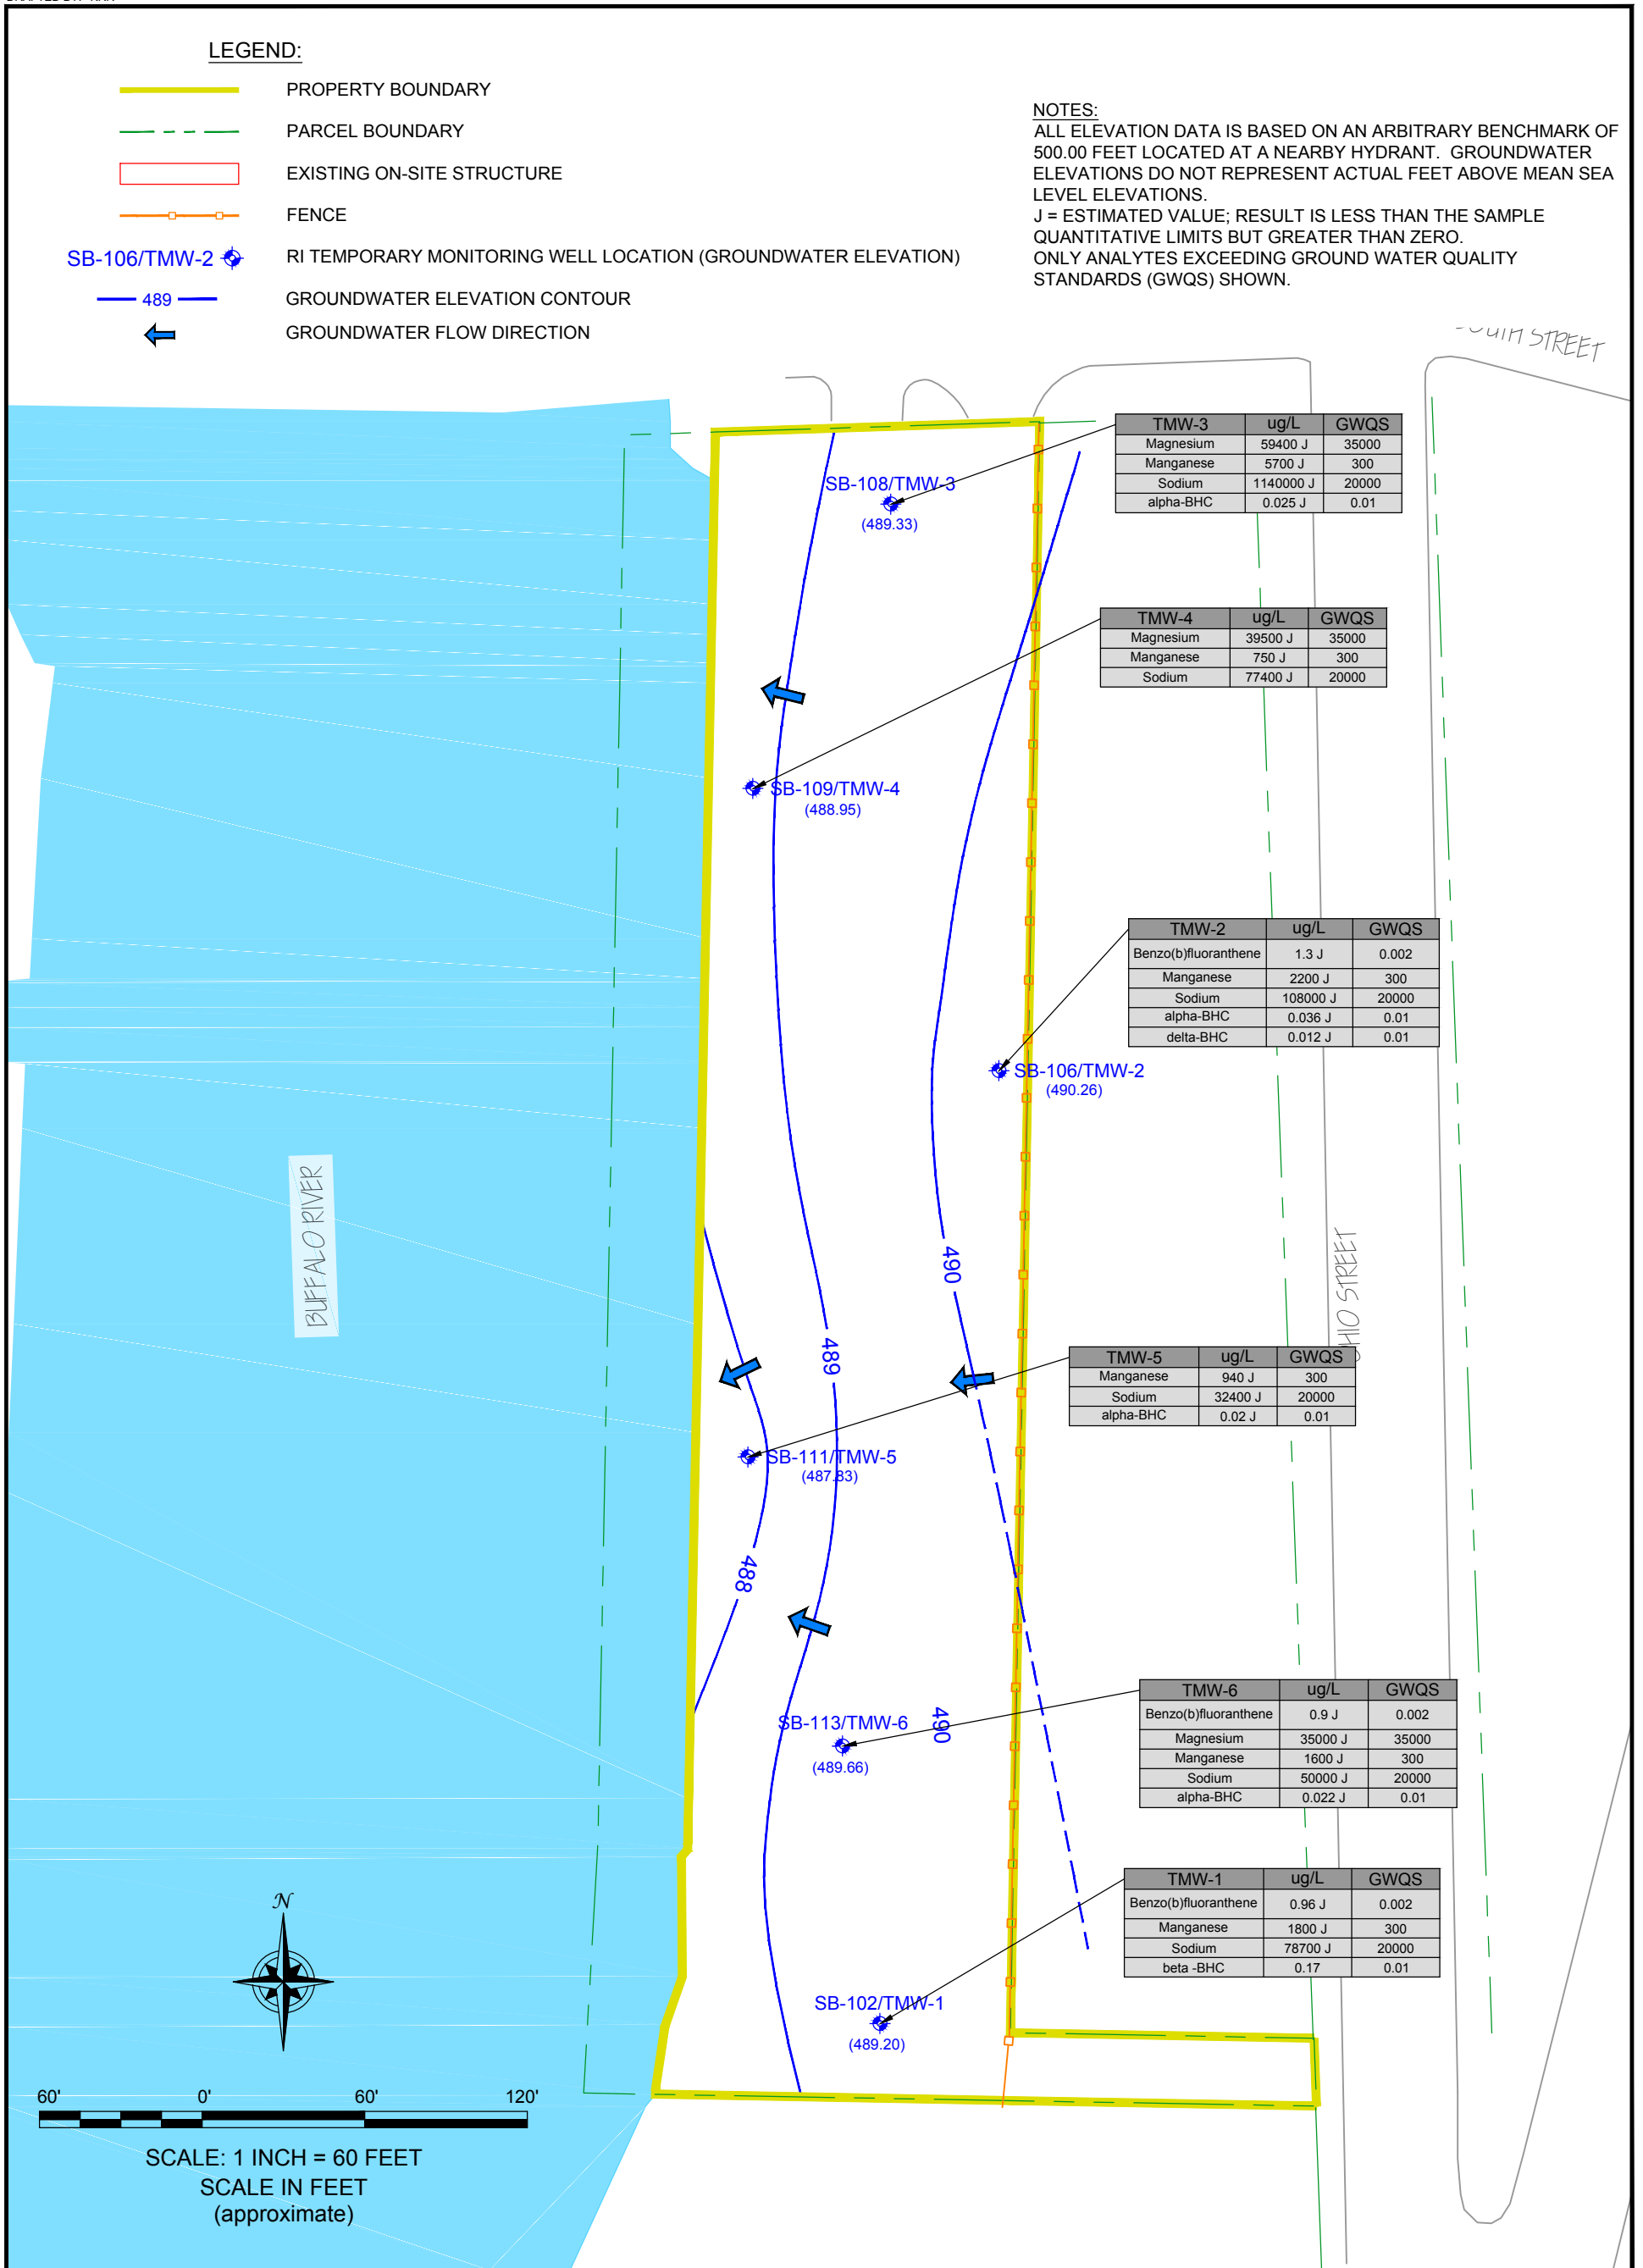 LEGEND:
PROPERTY BOUNDARY
PARCEL BOUNDARY
EXISTING ON-SITE STRUCTURE
FENCE
SB-106/TMW-2 RI TEMPORARY MONITORING WELL LOCATION (GROUNDWATER ELEVATION)
489 GROUNDWATER ELEVATION CONTOUR
GROUNDWATER FLOW DIRECTION
NOTES:
ALL ELEVATION DATA IS BASED ON AN ARBITRARY BENCHMARK OF
500.00 FEET LOCATED AT A NEARBY HYDRANT. GROUNDWATER
ELEVATIONS DO NOT REPRESENT ACTUAL FEET ABOVE MEAN SEA
LEVEL ELEVATIONS.
J = ESTIMATED VALUE; RESULT IS LESS THAN THE SAMPLE
QUANTITATIVE LIMITS BUT GREATER THAN ZERO.
ONLY ANALYTES EXCEEDING GROUND WATER QUALITY
STANDARDS (GWQS) SHOWN.
STREET
TMW-3 ug/L GWQS
Magnesium 59400 J 35000
Manganese 5700 J 300
Sodium 1140000 J 20000
alpha-BHC 0.025 J 0.01
SB-108/TMW-3
(489.33)
TMW-4 ug/L GWQS
Magnesium 39500 J 35000
Manganese 750 J 300
Sodium 77400 J 20000
SB-109/TMW-4
(488.95)
TMW-2 ug/L GWQS
Benzo(b)fluoranthene 1.3 J 0.002
Manganese 2200 J 300
Sodium 108000 J 20000
alpha-BHC 0.036 J 0.01
delta-BHC 0.012 J 0.01
SB-106/TMW-2
(490.26)
BUFFALO RIVER
490
489
STREET
TMW-5 ug/L GWQS
Manganese 940 J 300
Sodium 32400 J 20000
alpha-BHC 0.02 J 0.01
SB-111/TMW-5
(487.83)
488
TMW-6 ug/L GWQS
Benzo(b)fluoranthene 0.9 J 0.002
Magnesium 35000 J 35000
Manganese 1600 J 300
Sodium 50000 J 20000
alpha-BHC 0.022 J 0.01
SB-113/TMW-6
(489.66)
490
TMW-1 ug/L GWQS
Benzo(b)fluoranthene 0.96 J 0.002
Manganese 1800 J 300
Sodium 78700 J 20000
beta -BHC 0.17 0.01
SB-102/TMW-1
(489.20)
N
60' 0' 60' 120'
SCALE: 1 INCH = 60 FEET
SCALE IN FEET
(approximate)